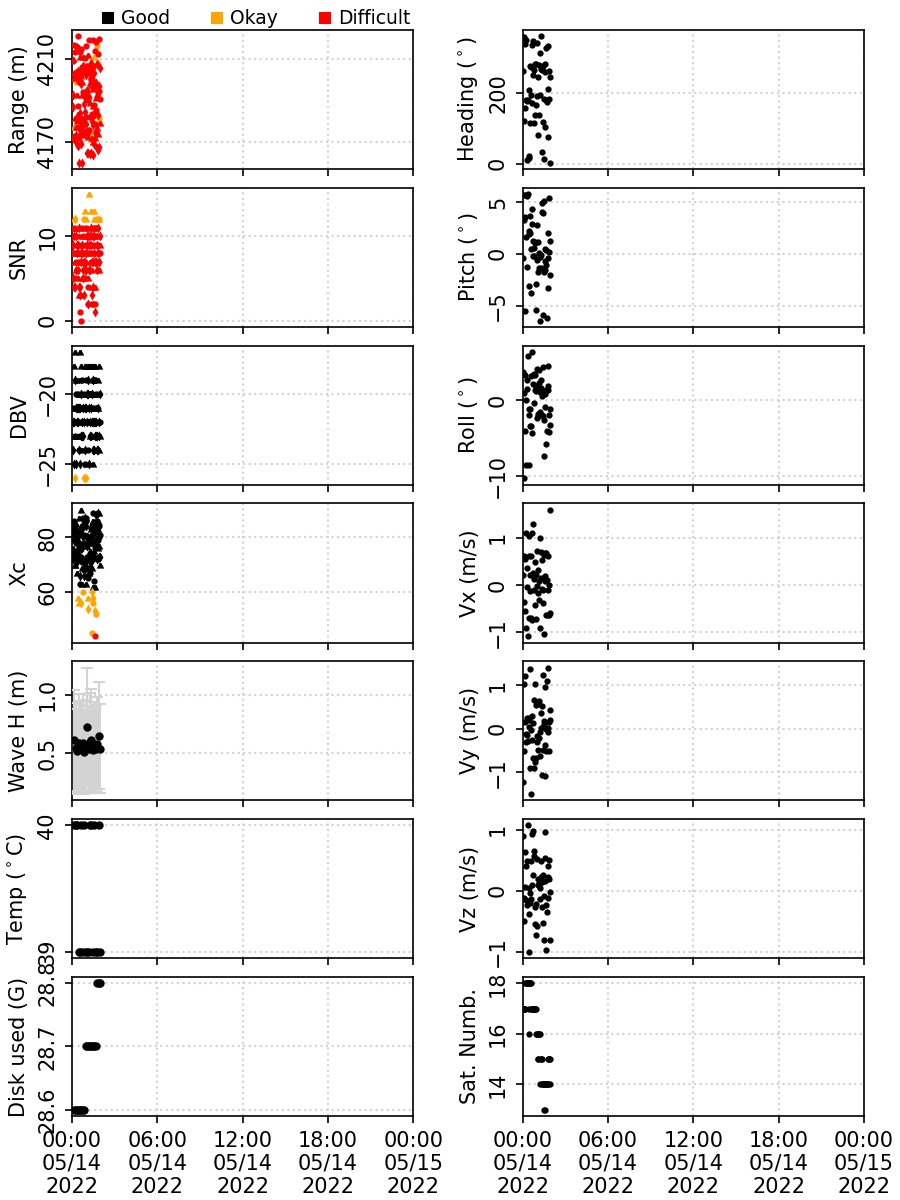 Good Okay Difficult
Range (m)
4210
4170
Heading (°)
200
0
SNR
10
0
Pitch (°)
5
0
−5
DBV
−20
−25
Roll (°)
0
−10
Xc
80
60
Vx (m/s)
1
0
−1
Wave H (m)
1.0
0.5
Vy (m/s)
1
0
−1
Temp (°C)
40
39
Vz (m/s)
1
0
−1
Disk used (G)
28.8
28.7
28.6
Sat. Numb.
18
16
14
00:00 06:00 12:00 18:00 00:00 00:00 06:00 12:00 18:00 00:00
05/14 05/14 05/14 05/14 05/15 05/14 05/14 05/14 05/14 05/15
2022 2022 2022 2022 2022 2022 2022 2022 2022 2022